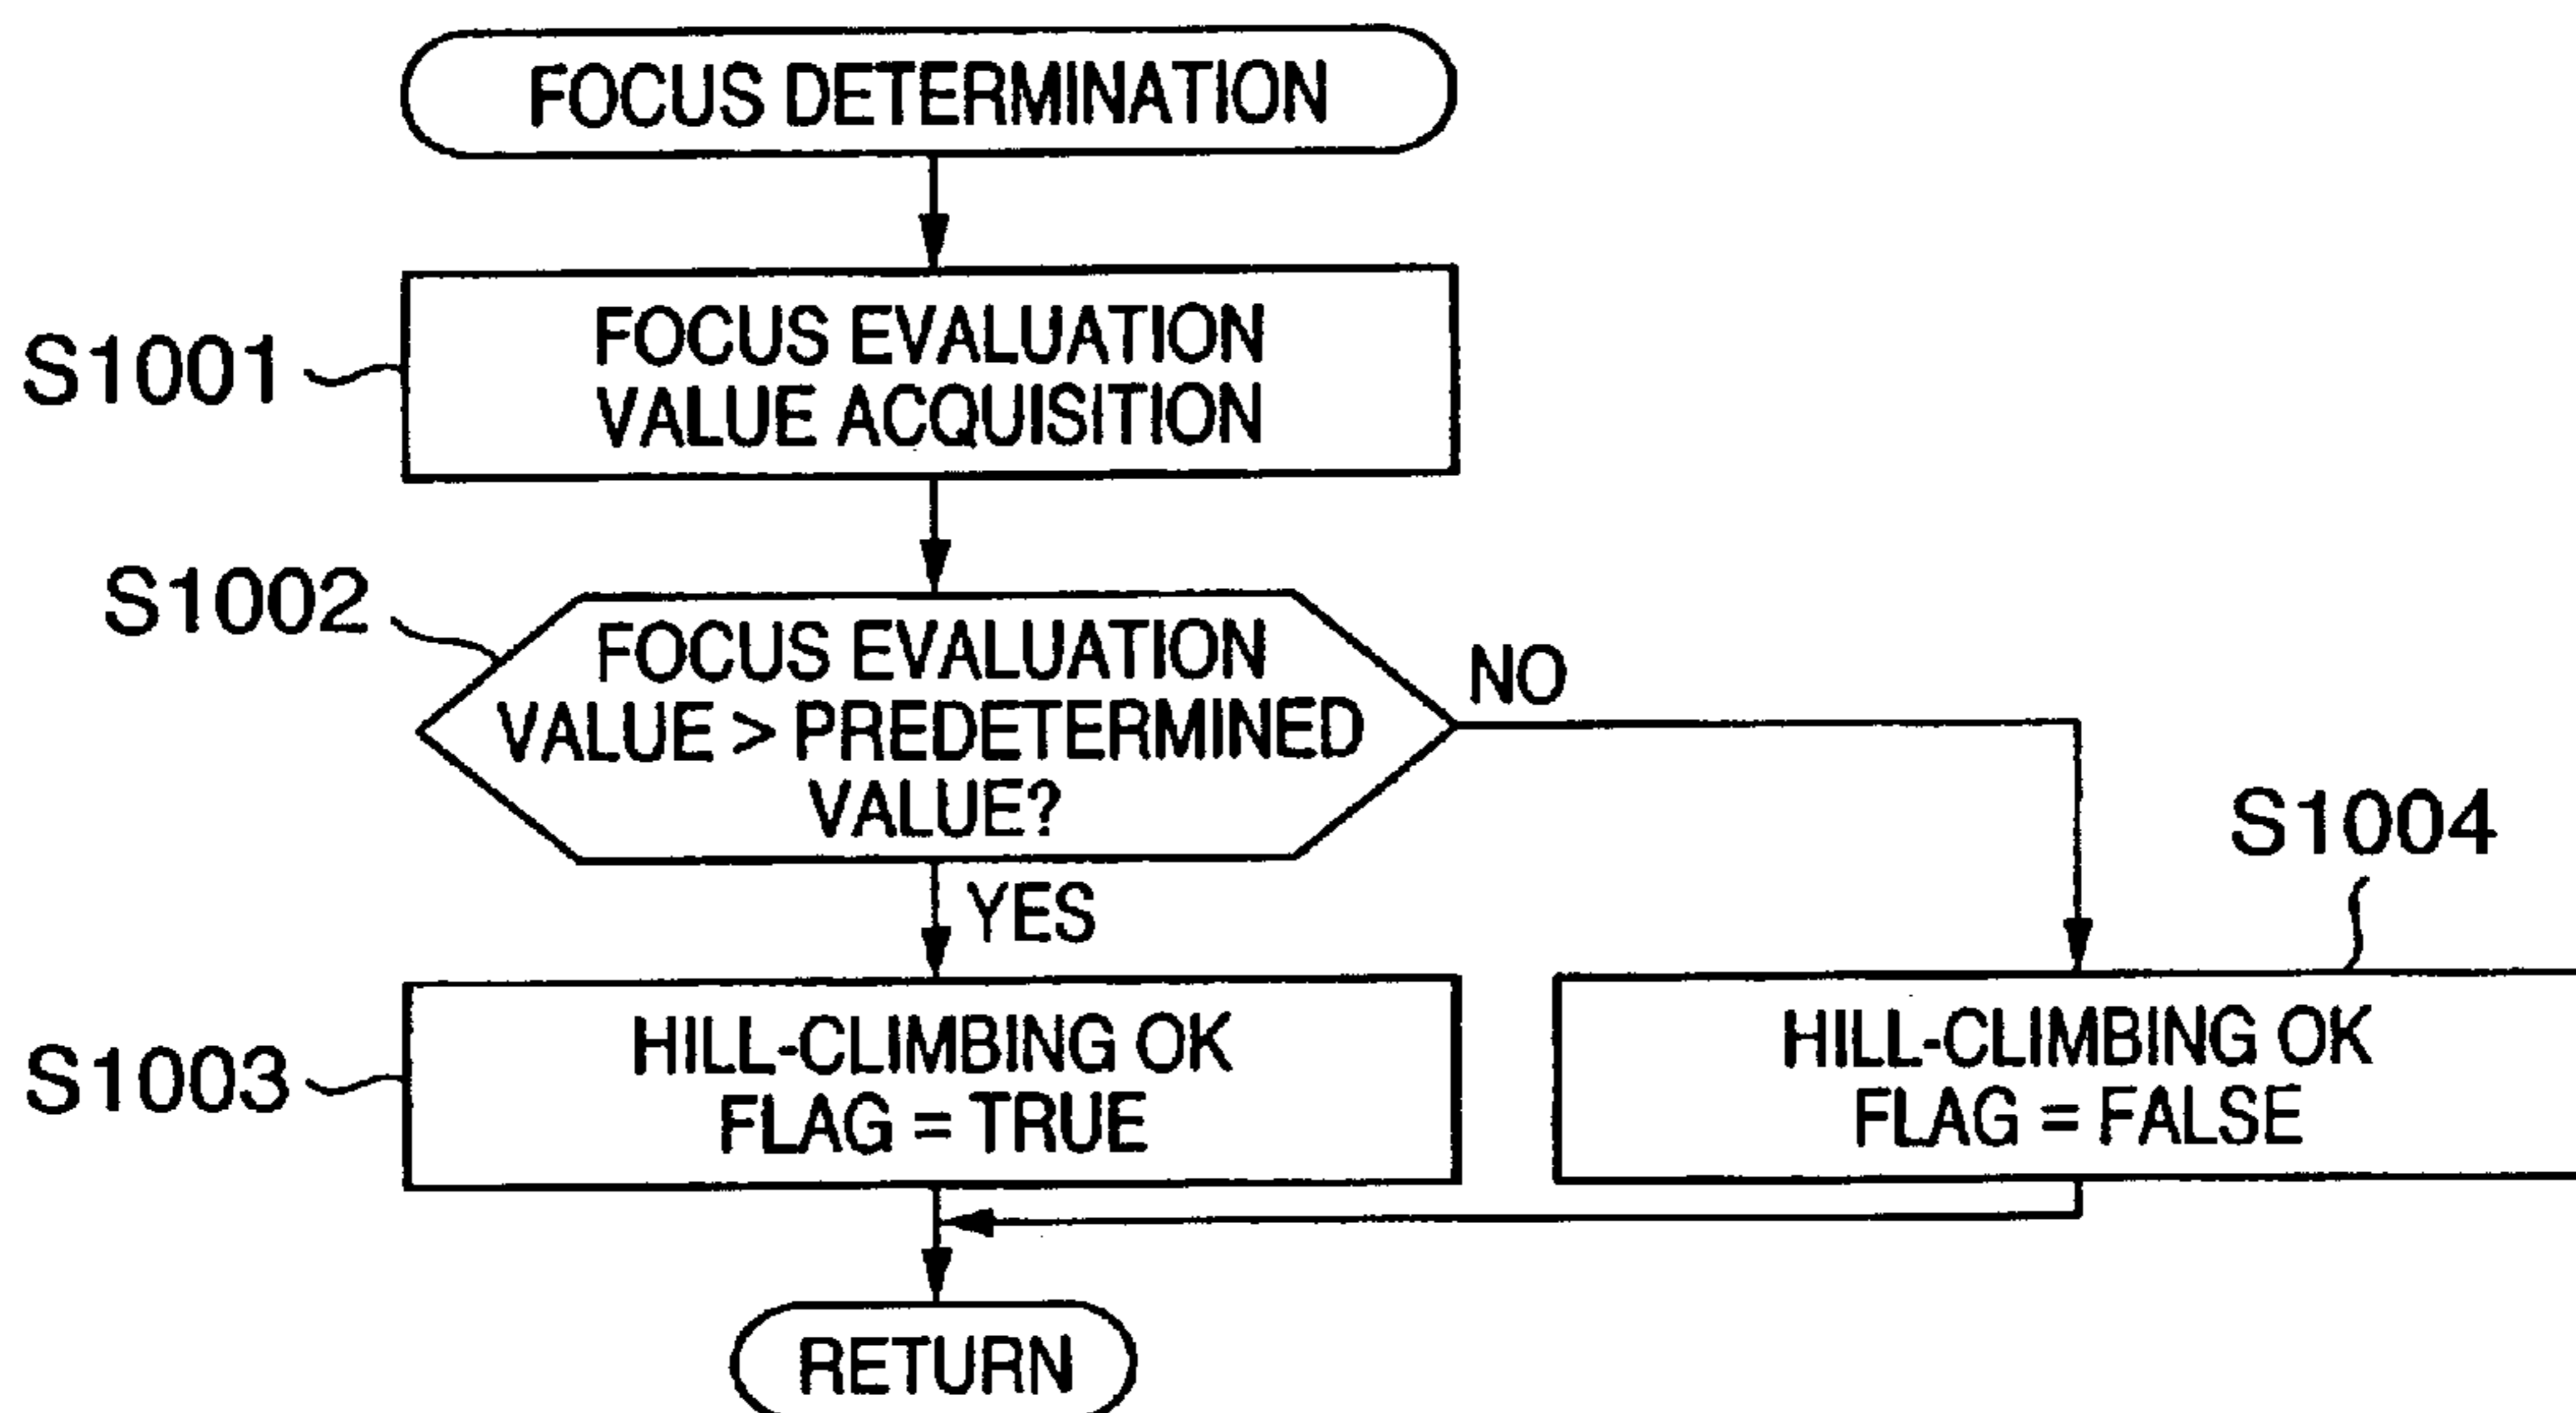 FOCUS DETERMINATION
S1001
FOCUS EVALUATION
VALUE ACQUISITION
S1002
FOCUS EVALUATION
VALUE > PREDETERMINED
VALUE?
NO
YES
S1003
HILL-CLIMBING OK
FLAG = TRUE
S1004
HILL-CLIMBING OK
FLAG = FALSE
RETURN